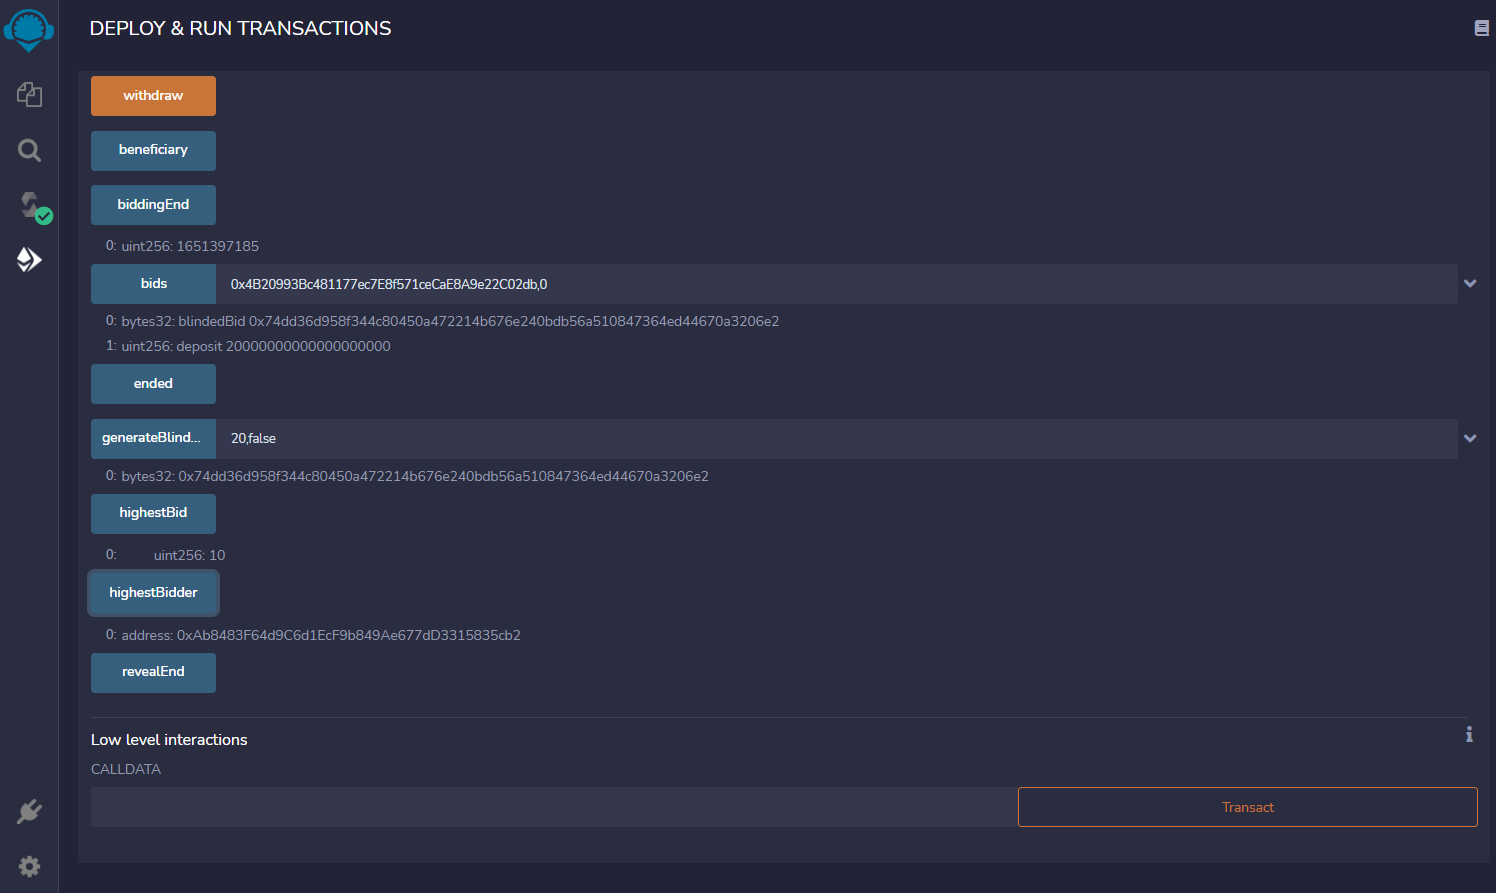 DEPLOY & RUN TRANSACTIONS
withdraw
beneficiary
biddingEnd
0: uint256: 1651397185
bids 0x4B20993Bc481177ec7E8f571ceCaE8A9e22C02db,0
0: bytes32: blindedBid 0x74dd36d958f344c80450a472214b676e240bdb56a510847364ed44670a3206e2
1: uint256: deposit 20000000000000000000
ended
generateBlind... 20,false
0: bytes32: 0x74dd36d958f344c80450a472214b676e240bdb56a510847364ed44670a3206e2
highestBid
0: uint256: 10
highestBidder
0: address: 0xAb8483F64d9C6d1EcF9b849Ae677dD3315835cb2
revealEnd
Low level interactions
CALLDATA
Transact